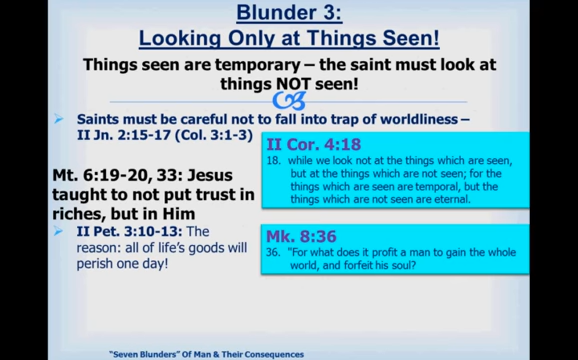 Blunder 3:
Looking Only at Things Seen!
Things seen are temporary – the saint must look at
things NOT seen!
Saints must be careful not to fall into trap of worldliness –
II Jn. 2:15-17 (Col. 3:1-3)
II Cor. 4:18
18. while we look not at the things which are seen,
but at the things which are not seen; for the
things which are seen are temporal, but the
things which are not seen are eternal.
Mt. 6:19-20, 33: Jesus
taught to not put trust in
riches, but in Him
II Pet. 3:10-13: The
reason: all of life's goods will
perish one day!
Mk. 8:36
36. "For what does it profit a man to gain the whole
world, and forfeit his soul?
"Seven Blunders" Of Man & Their Consequences